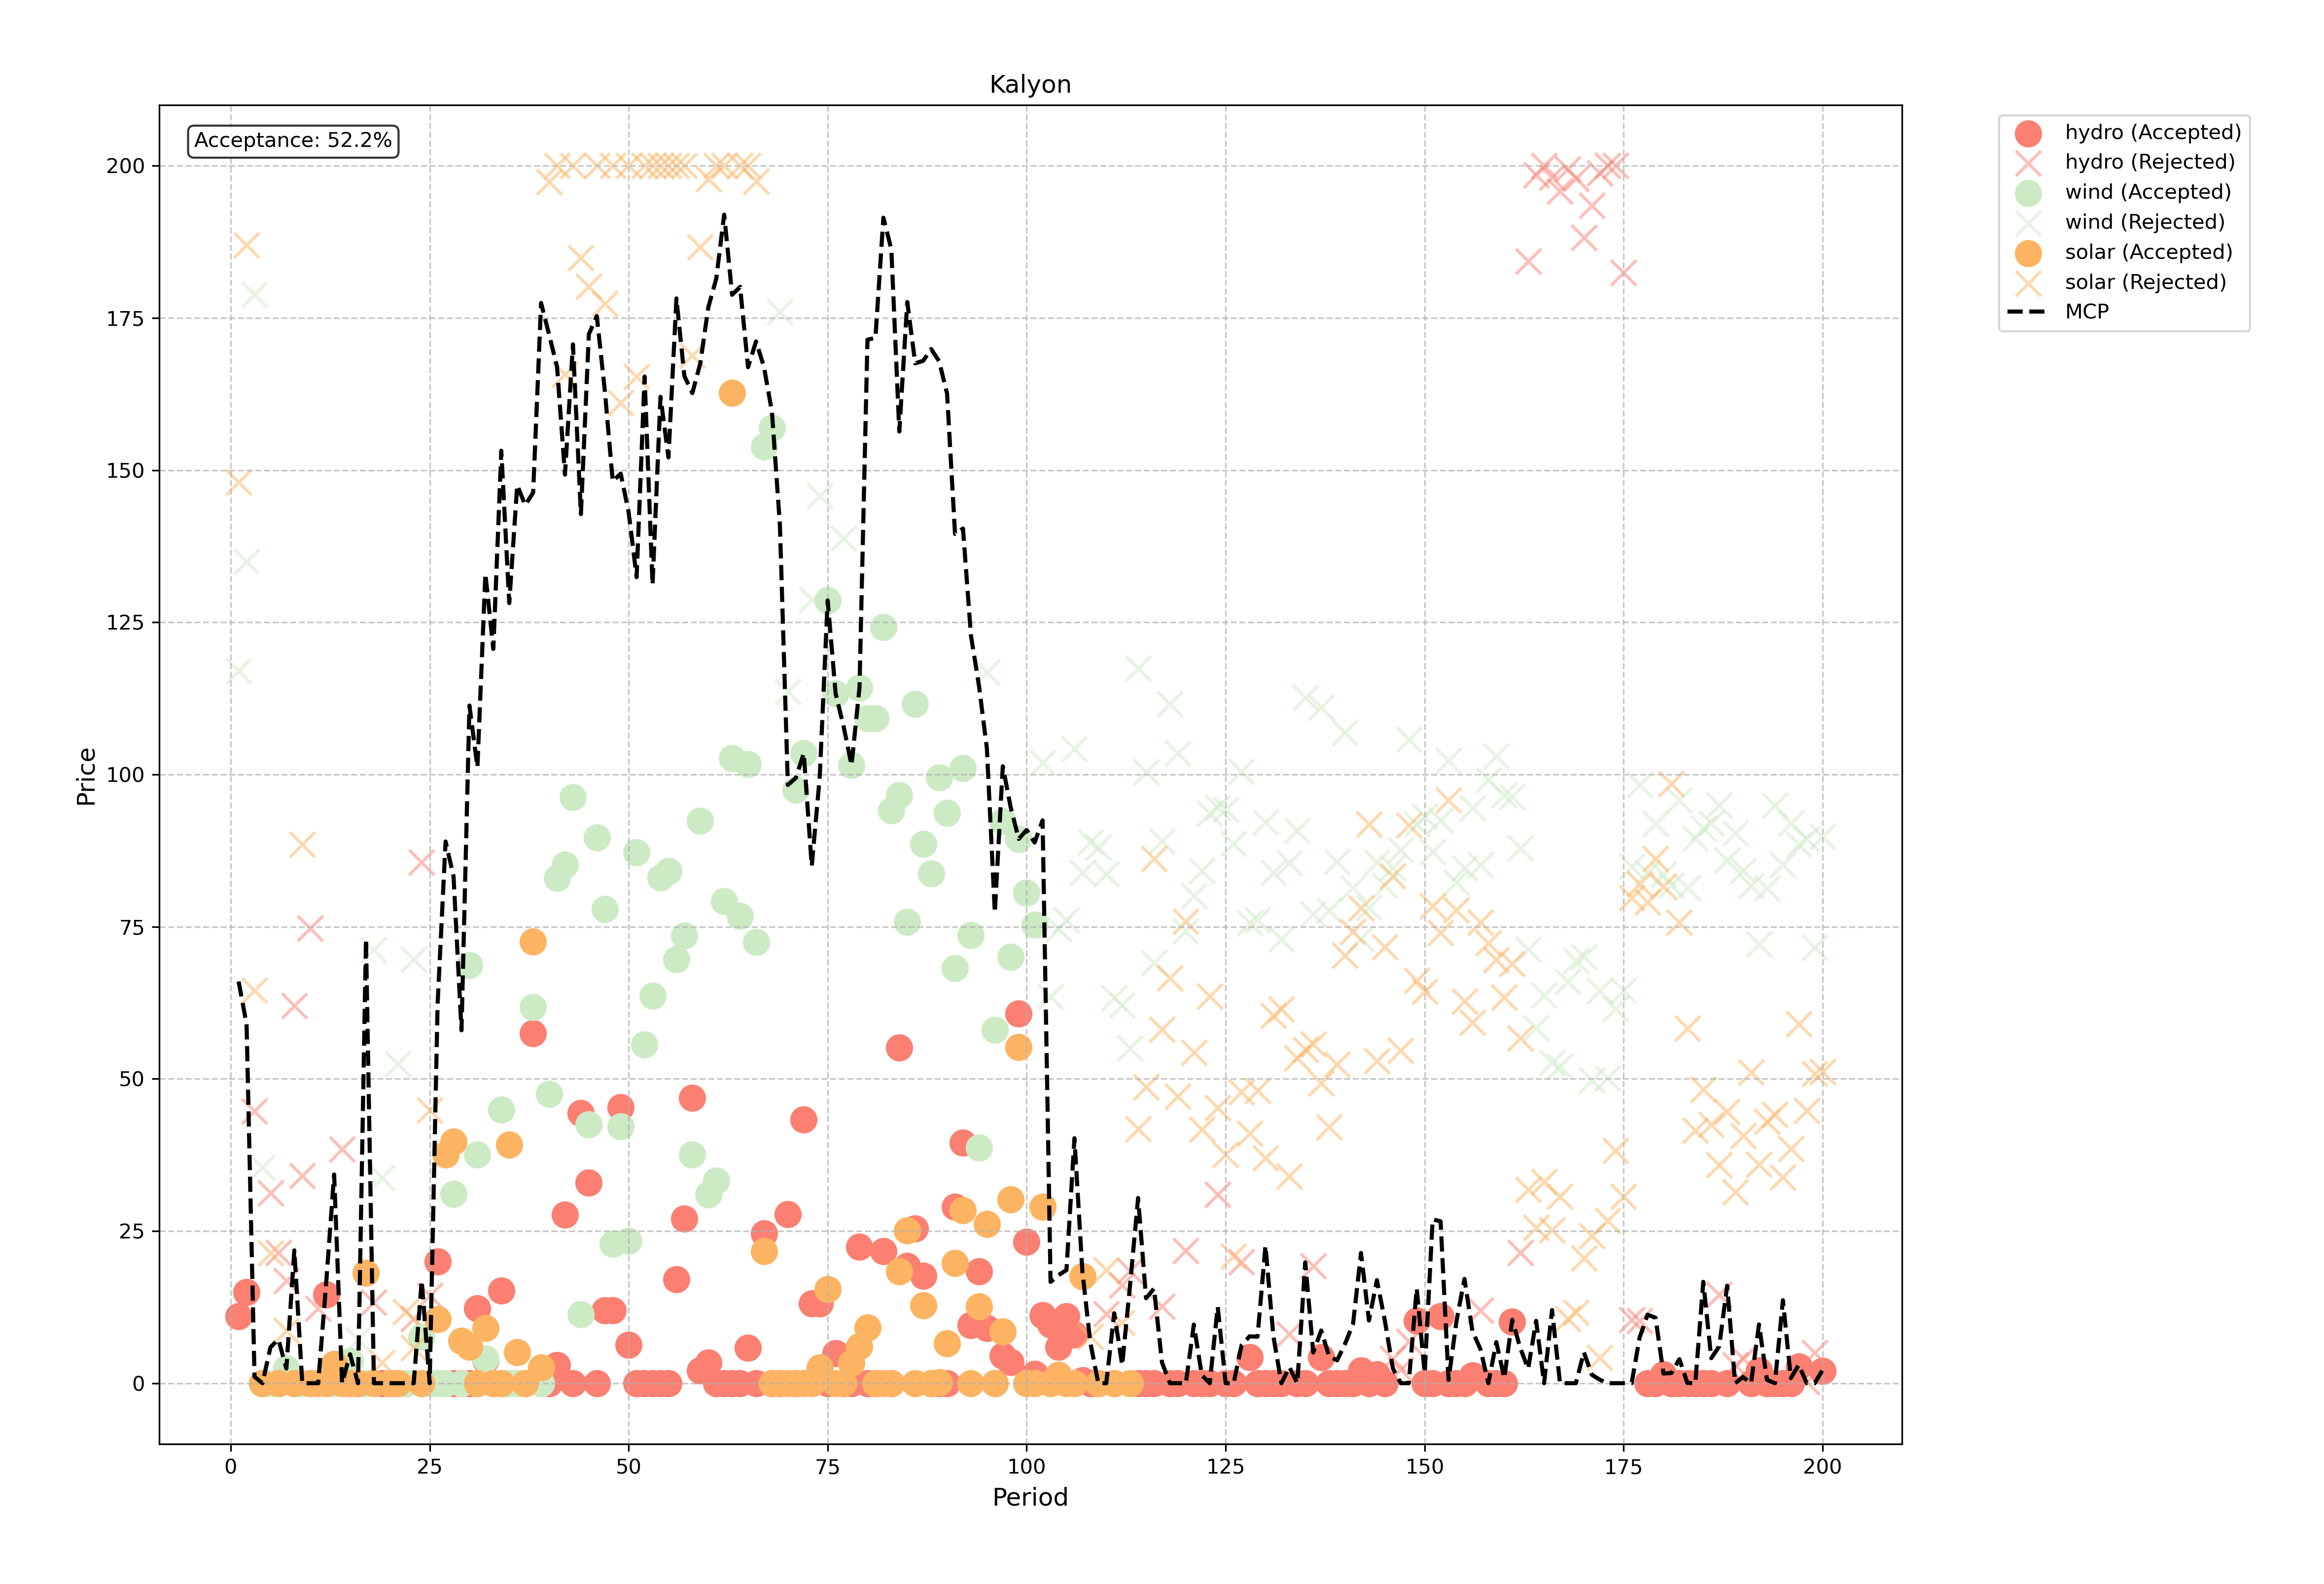 Kalyon
Acceptance: 52.2%
hydro (Accepted)
hydro (Rejected)
wind (Accepted)
wind (Rejected)
solar (Accepted)
solar (Rejected)
MCP
Price
200
175
150
125
100
75
50
25
0
0 25 50 75 100 125 150 175 200
Period